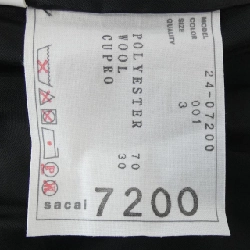 MODEL 24-07200
COLOR 001
SIZE 3
QUALITY
POLYESTER 70
WOOL 30
CUPRO
P
sacai 7200